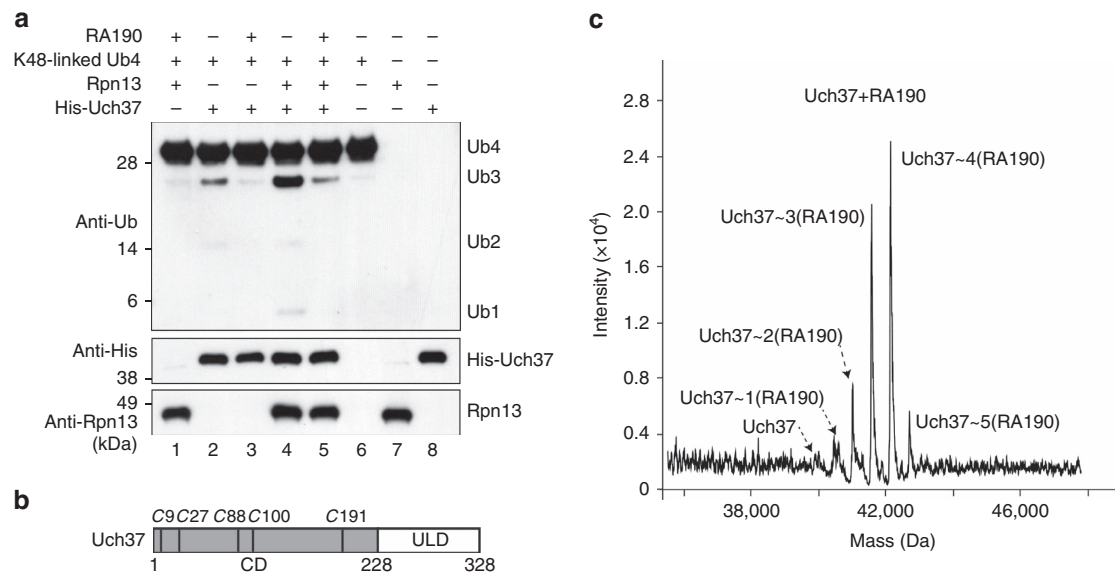 a
RA190 + – + – + – – –
K48-linked Ub4 + + + + + + – –
Rpn13 + – – + + – + –
His-Uch37 – + + + + – – +
28
14
6
Anti-Ub
Ub4
Ub3
Ub2
Ub1
Anti-His
38
His-Uch37
49
Anti-Rpn13
(kDa)
Rpn13
1 2 3 4 5 6 7 8
b
C9 C27 C88 C100 C191
Uch37
ULD
1 CD 228 328
c
Uch37+RA190
2.8
2.4
2.0
1.6
1.2
0.8
0.4
0
Intensity (×10⁴)
Uch37~4(RA190)
Uch37~3(RA190)
Uch37~2(RA190)
Uch37~1(RA190)
Uch37
Uch37~5(RA190)
38,000 42,000 46,000
Mass (Da)